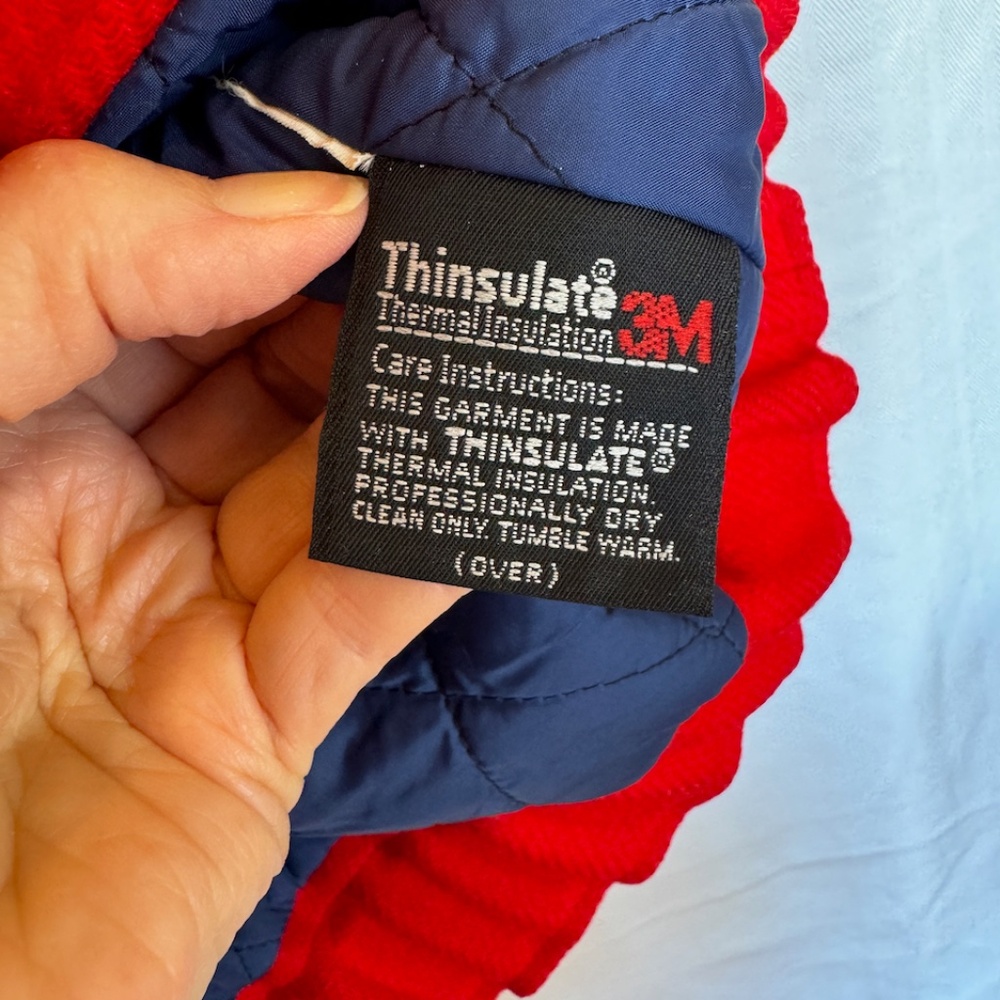 Thinsulate®
Thermal Insulation 3M
Care Instructions:
THIS GARMENT IS MADE
WITH THINSULATE®
THERMAL INSULATION.
PROFESSIONALLY DRY
CLEAN ONLY. TUMBLE WARM.
(OVER)